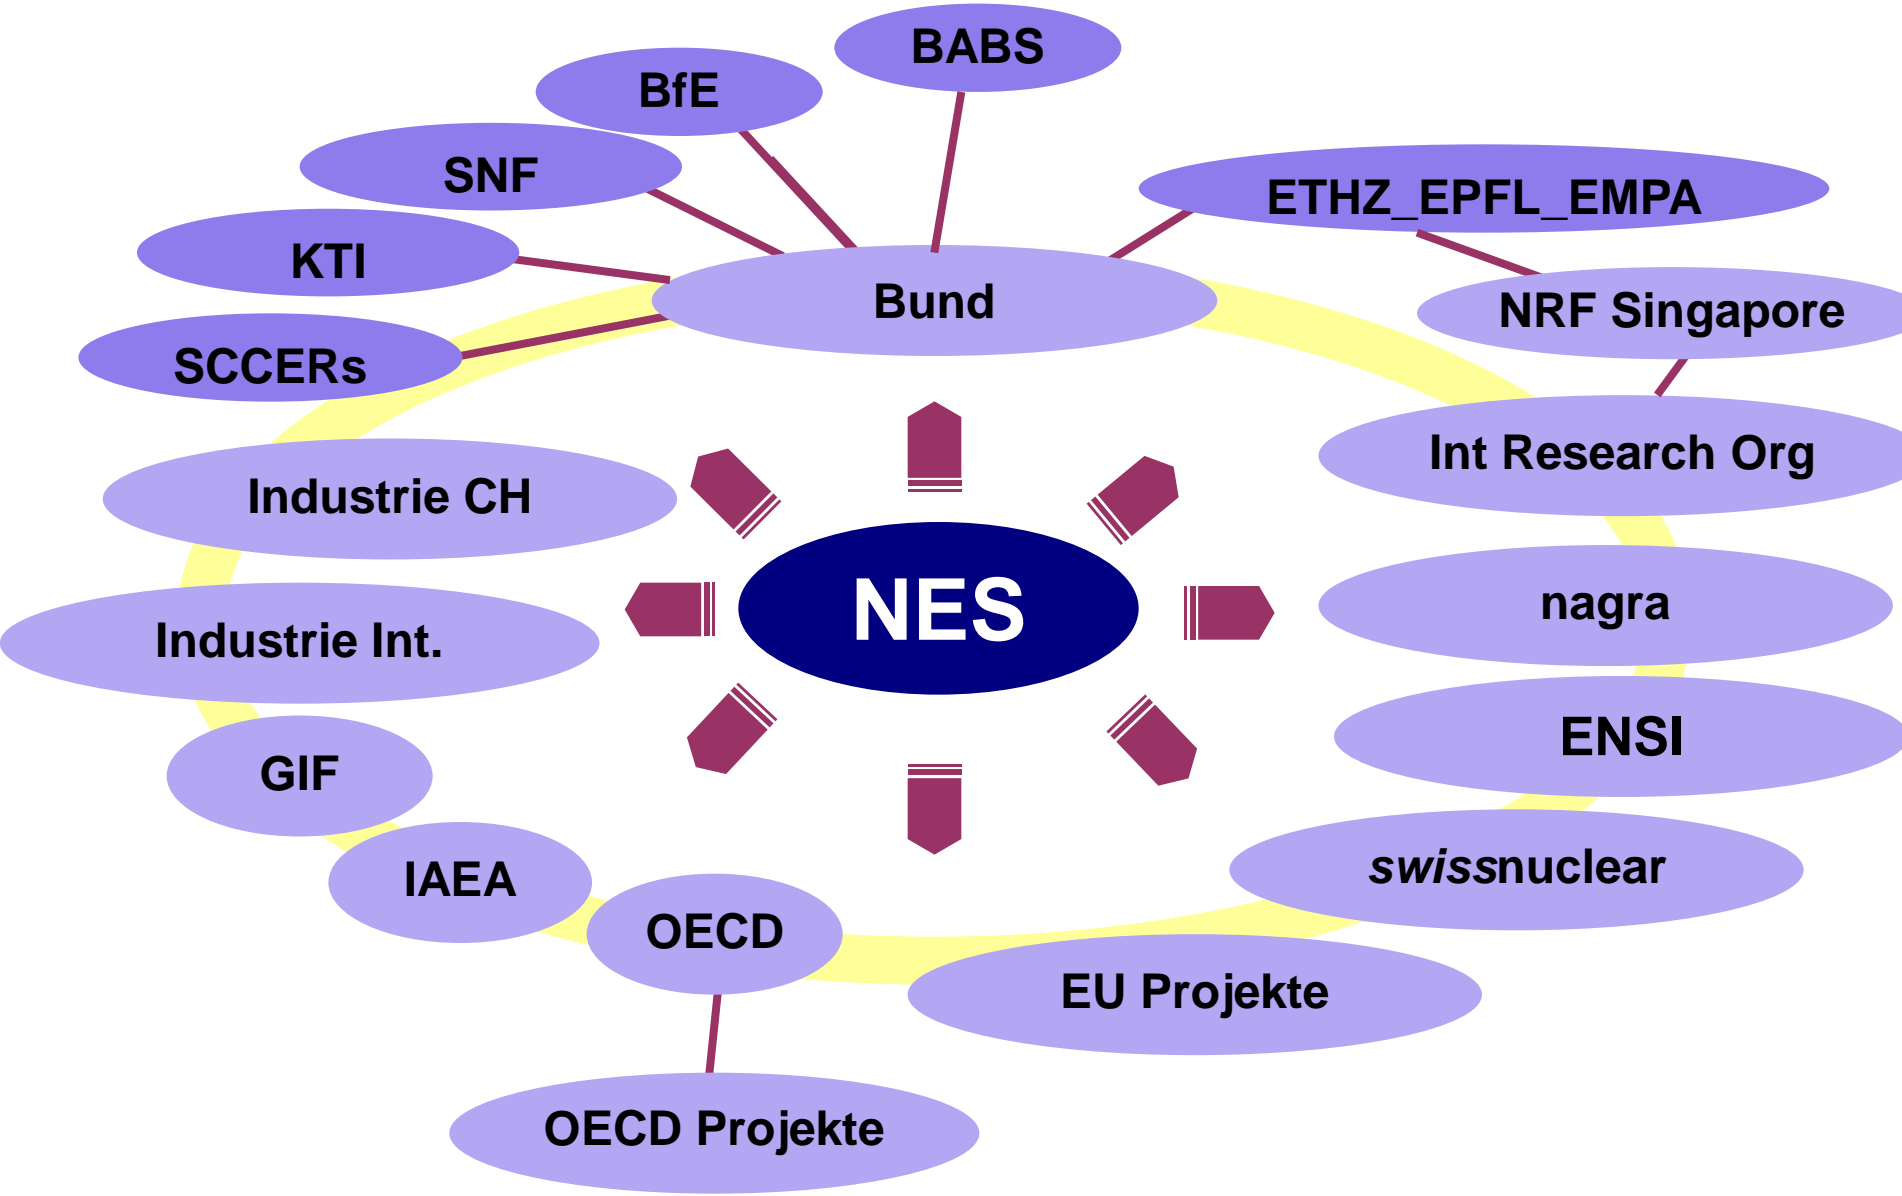 BABS
BfE
SNF
ETHZ_EPFL_EMPA
KTI
Bund
NRF Singapore
SCCERs
Int Research Org
Industrie CH
NES
nagra
Industrie Int.
ENSI
GIF
swissnuclear
IAEA
OECD
EU Projekte
OECD Projekte